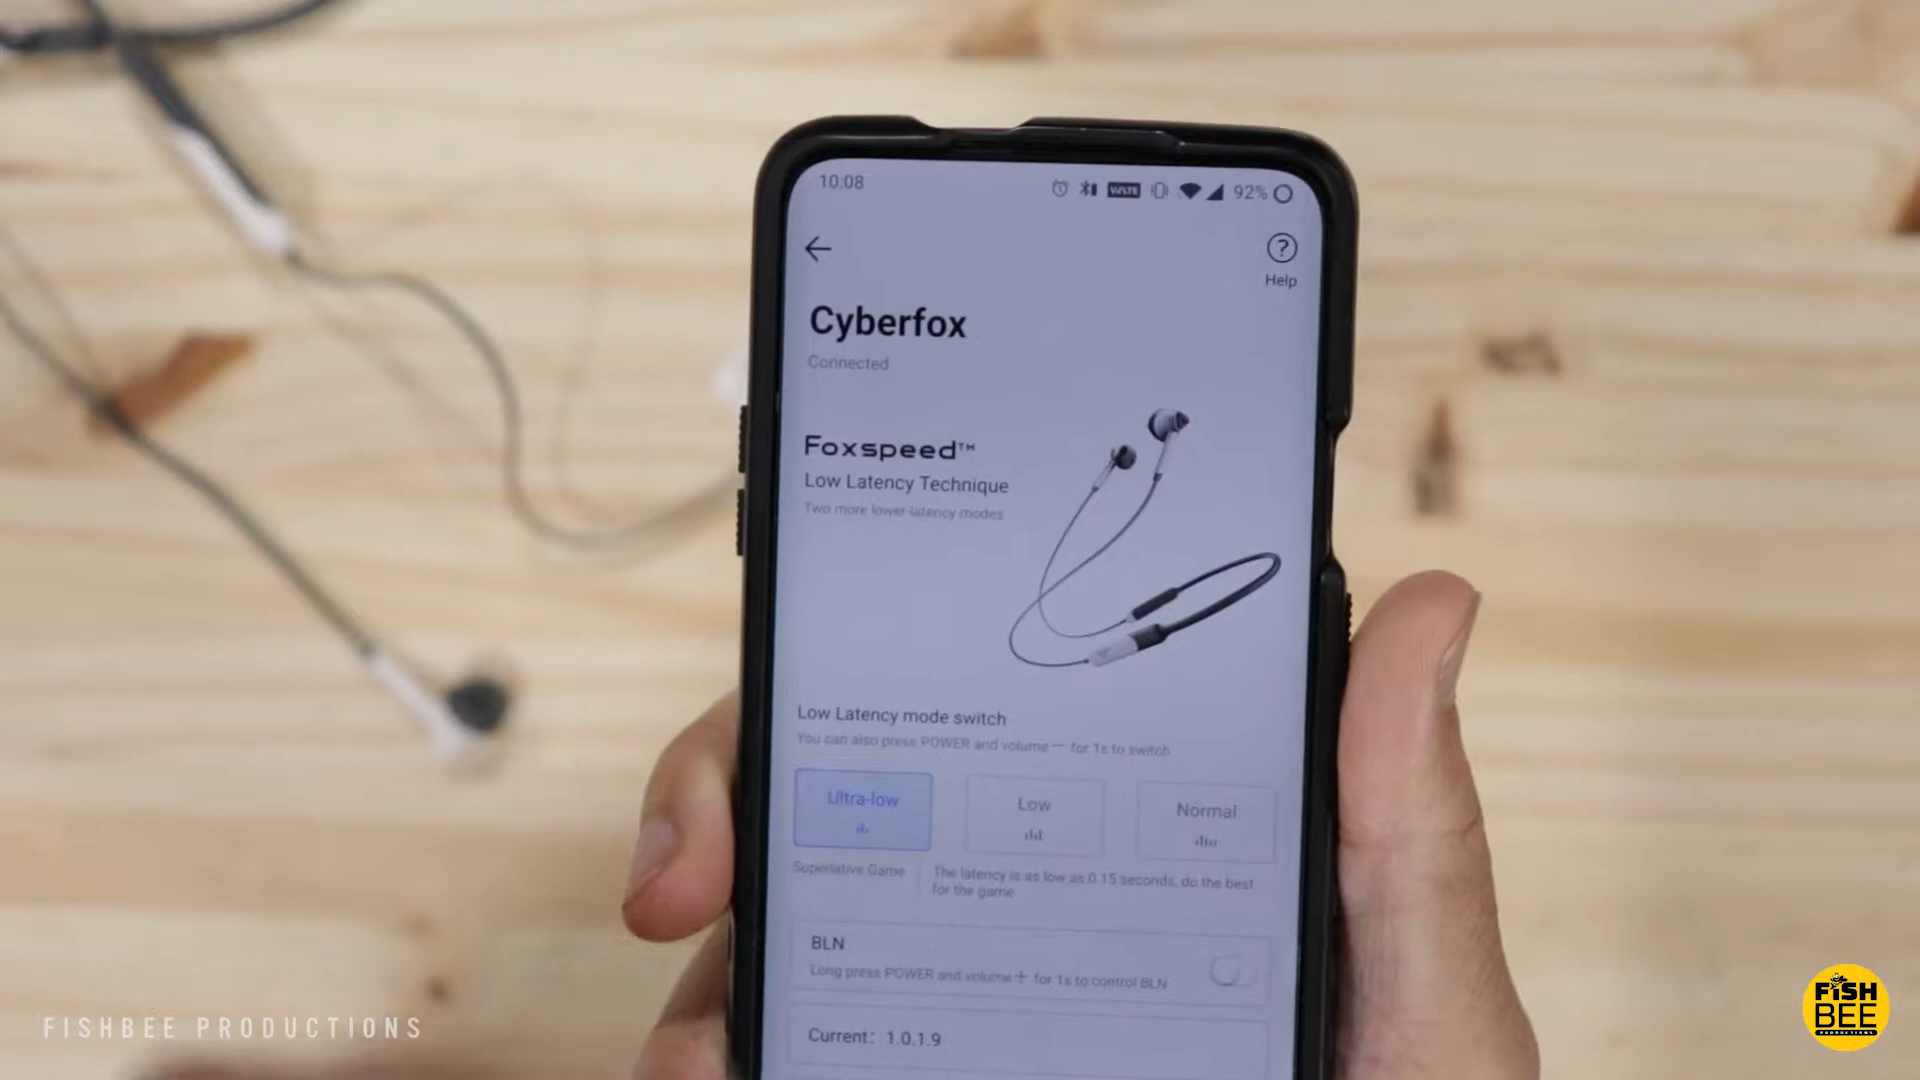 10:08
VoLTE
92%
Help
Cyberfox
Connected
Foxspeed™
Low Latency Technique
Two more lower-latency modes
Low Latency mode switch
You can also press POWER and volume — for 1s to switch
Ultra-low
Low
Normal
Superlative Game
The latency is as low as 0.15 seconds, do the best
for the game
BLN
Long press POWER and volume + for 1s to control BLN
Current: 1.0.1.9
FISHBEE PRODUCTIONS
FISH
BEE
PRODUCTIONS